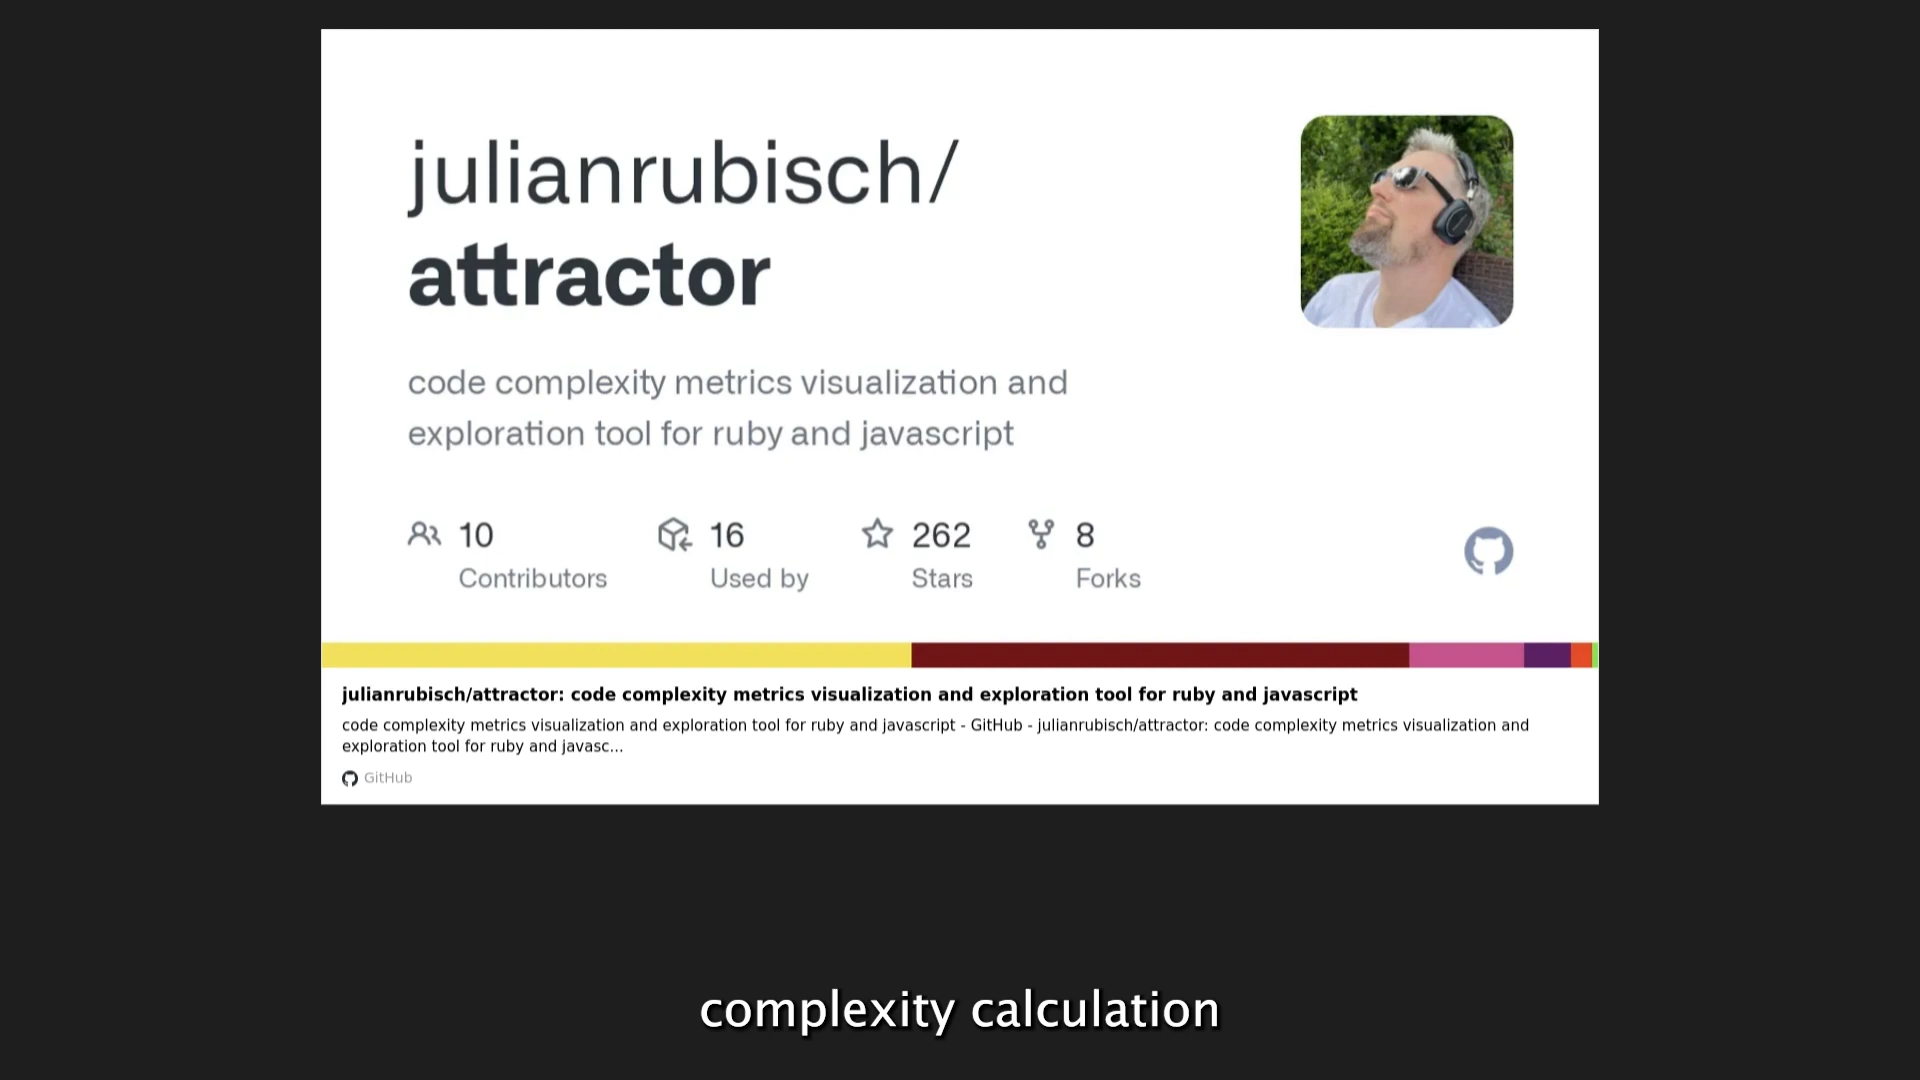 julianrubisch/
attractor
code complexity metrics visualization and
exploration tool for ruby and javascript
10 16 262 8
Contributors Used by Stars Forks
julianrubisch/attractor: code complexity metrics visualization and exploration tool for ruby and javascript
code complexity metrics visualization and exploration tool for ruby and javascript - GitHub - julianrubisch/attractor: code complexity metrics visualization and
exploration tool for ruby and javasc...
GitHub
complexity calculation